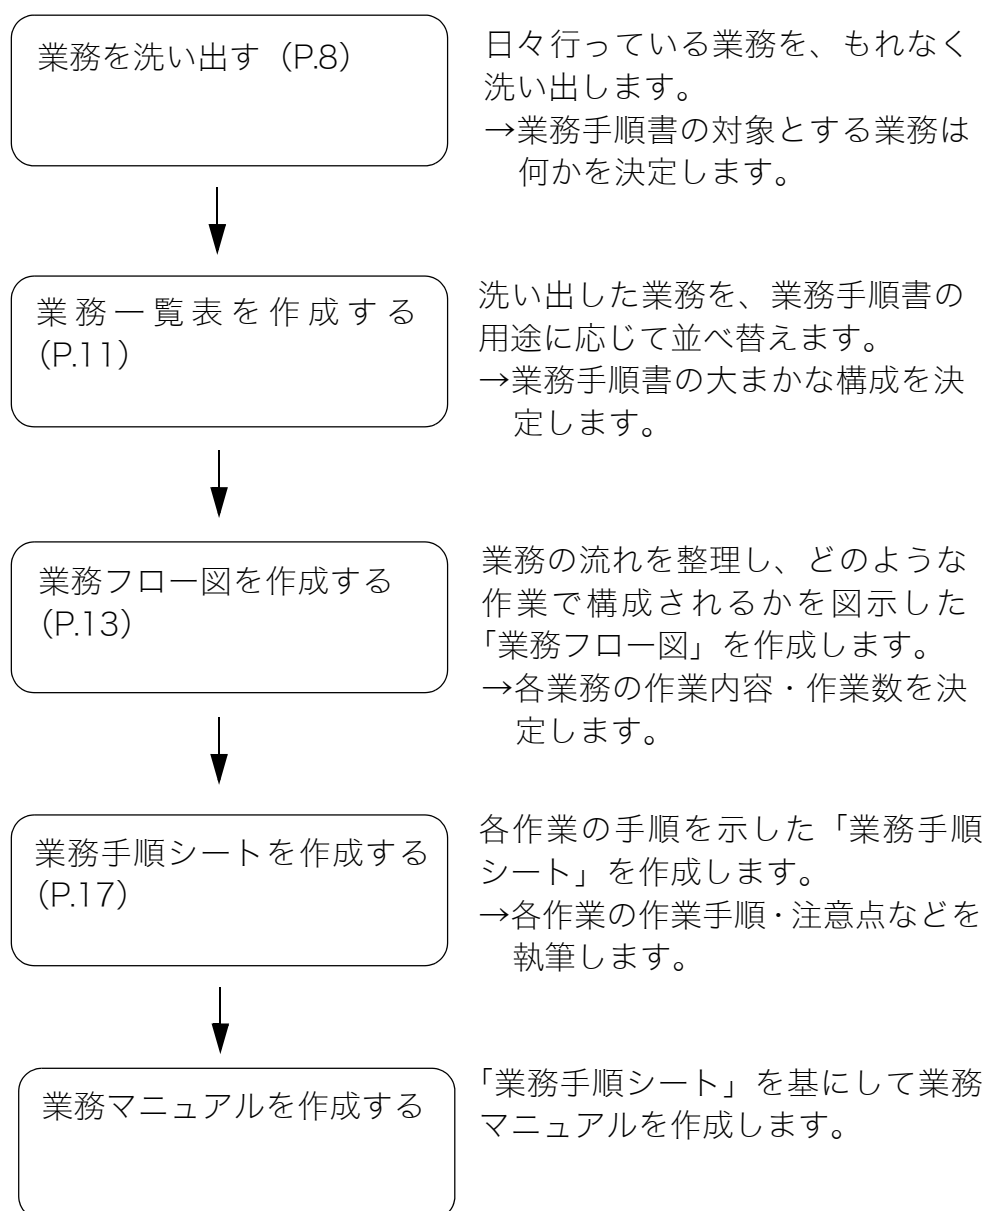 業務を洗い出す（P.8）
日々行っている業務を、もれなく
洗い出します。
→業務手順書の対象とする業務は
何かを決定します。
業務一覧表を作成する
（P.11）
洗い出した業務を、業務手順書の
用途に応じて並べ替えます。
→業務手順書の大まかな構成を決
定します。
業務フロー図を作成する
（P.13）
業務の流れを整理し、どのような
作業で構成されるかを図示した
「業務フロー図」を作成します。
→各業務の作業内容・作業数を決
定します。
業務手順シートを作成する
（P.17）
各作業の手順を示した「業務手順
シート」を作成します。
→各作業の作業手順・注意点などを
執筆します。
業務マニュアルを作成する
「業務手順シート」を基にして業務
マニュアルを作成します。